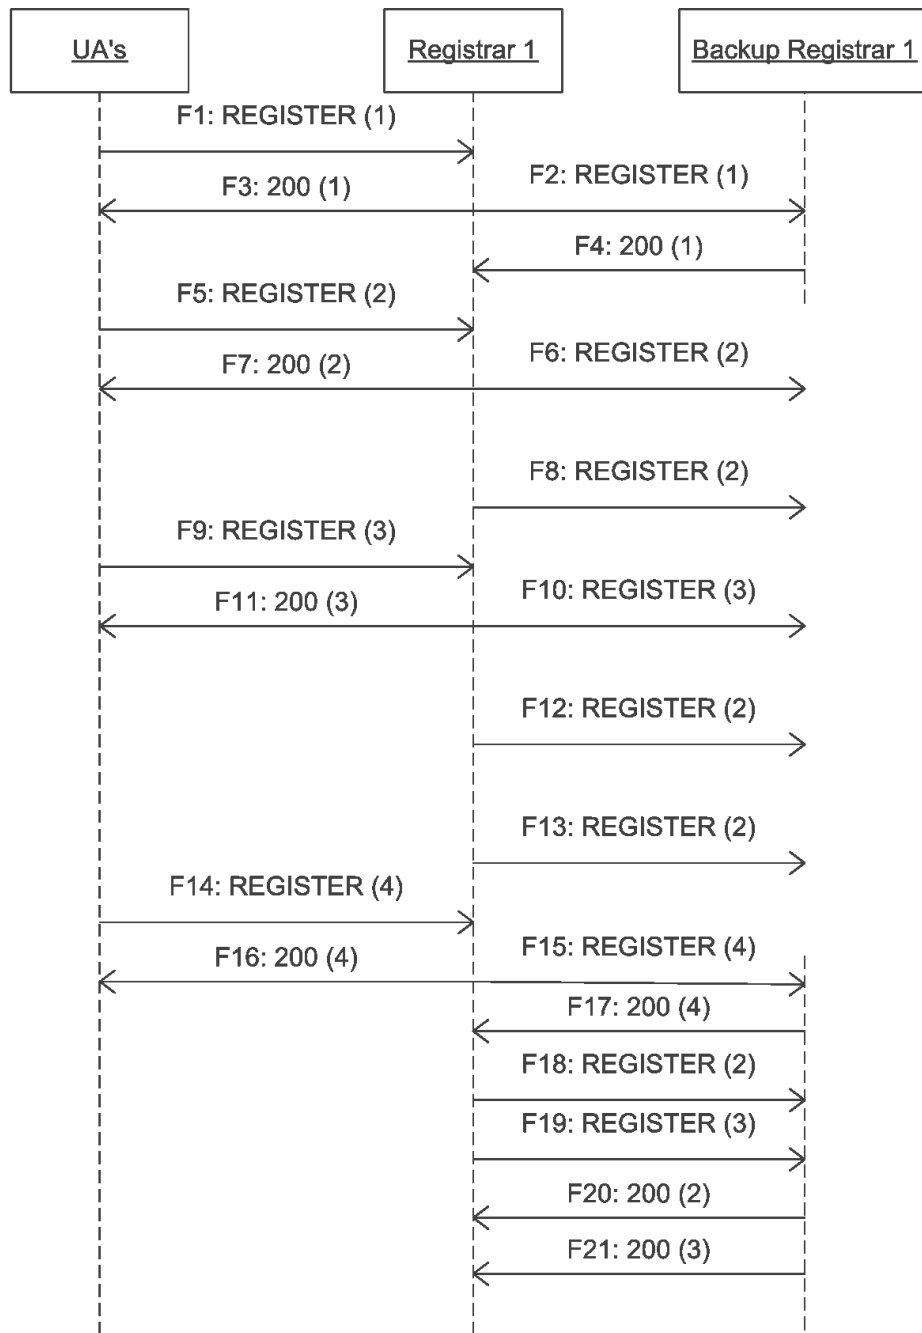 UA's
Registrar 1
Backup Registrar 1
F1: REGISTER (1)
F3: 200 (1)
F2: REGISTER (1)
F4: 200 (1)
F5: REGISTER (2)
F7: 200 (2)
F6: REGISTER (2)
F8: REGISTER (2)
F9: REGISTER (3)
F11: 200 (3)
F10: REGISTER (3)
F12: REGISTER (2)
F13: REGISTER (2)
F14: REGISTER (4)
F16: 200 (4)
F15: REGISTER (4)
F17: 200 (4)
F18: REGISTER (2)
F19: REGISTER (3)
F20: 200 (2)
F21: 200 (3)